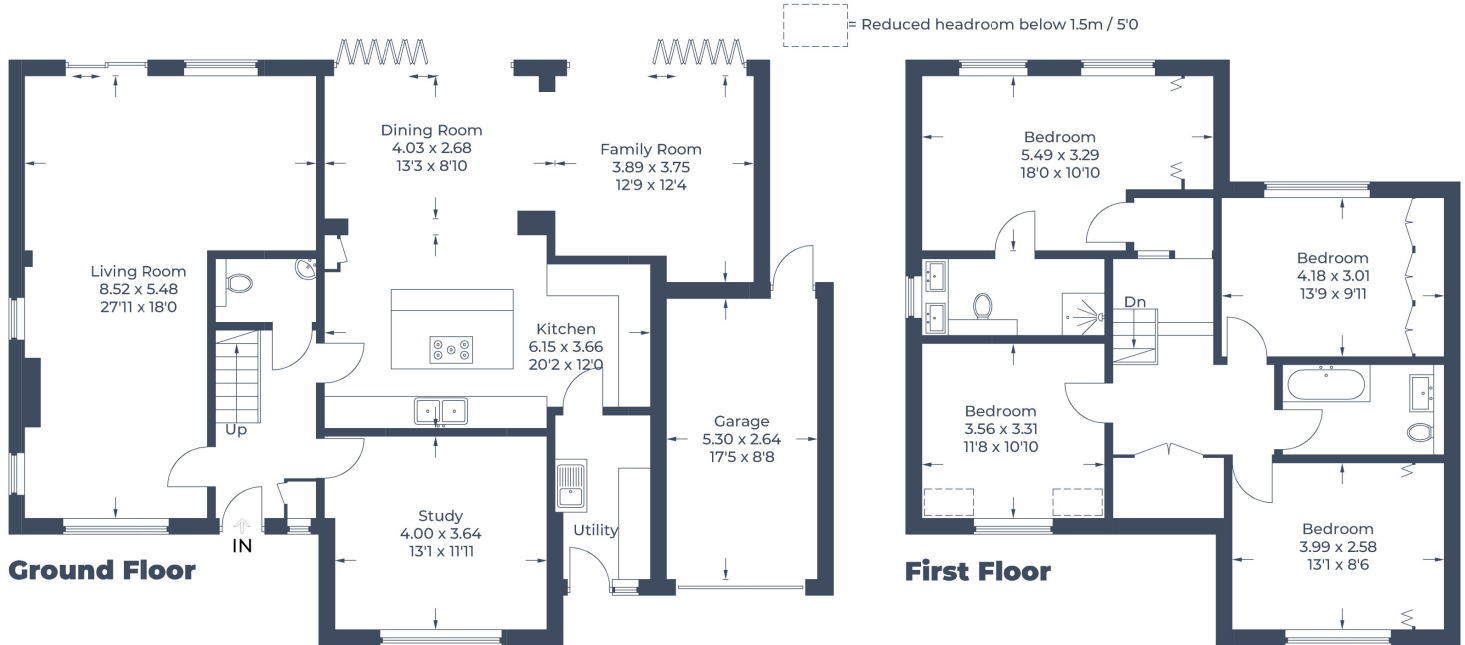 = Reduced headroom below 1.5m / 5'0
Dining Room
4.03 x 2.68
13'3 x 8'10
Family Room
3.89 x 3.75
12'9 x 12'4
Living Room
8.52 x 5.48
27'11 x 18'0
Kitchen
6.15 x 3.66
20'2 x 12'0
Up
Garage
5.30 x 2.64
17'5 x 8'8
Study
4.00 x 3.64
13'1 x 11'11
Utility
IN
Ground Floor
Bedroom
5.49 x 3.29
18'0 x 10'10
Bedroom
4.18 x 3.01
13'9 x 9'11
Dn
Bedroom
3.56 x 3.31
11'8 x 10'10
Bedroom
3.99 x 2.58
13'1 x 8'6
First Floor